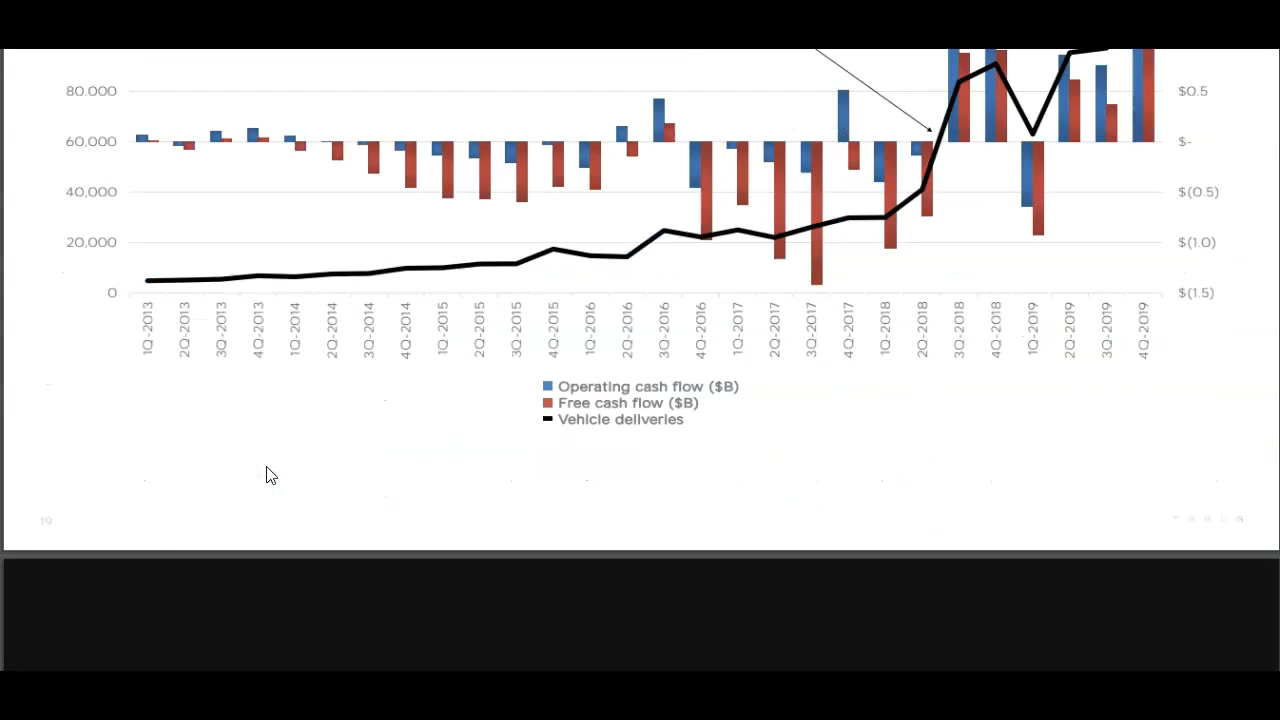 80.000 $0.5
60,000 $-
40,000 $(0.5)
20,000 $(1.0)
0 $(1.5)
1Q-2013 2Q-2013 3Q-2013 4Q-2013 1Q-2014 2Q-2014 3Q-2014 4Q-2014 1Q-2015 2Q-2015 3Q-2015 4Q-2015 1Q-2016 2Q-2016 3Q-2016 4Q-2016 1Q-2017 2Q-2017 3Q-2017 4Q-2017 1Q-2018 2Q-2018 3Q-2018 4Q-2018 1Q-2019 2Q-2019 3Q-2019 4Q-2019
Operating cash flow ($B)
Free cash flow ($B)
Vehicle deliveries
19